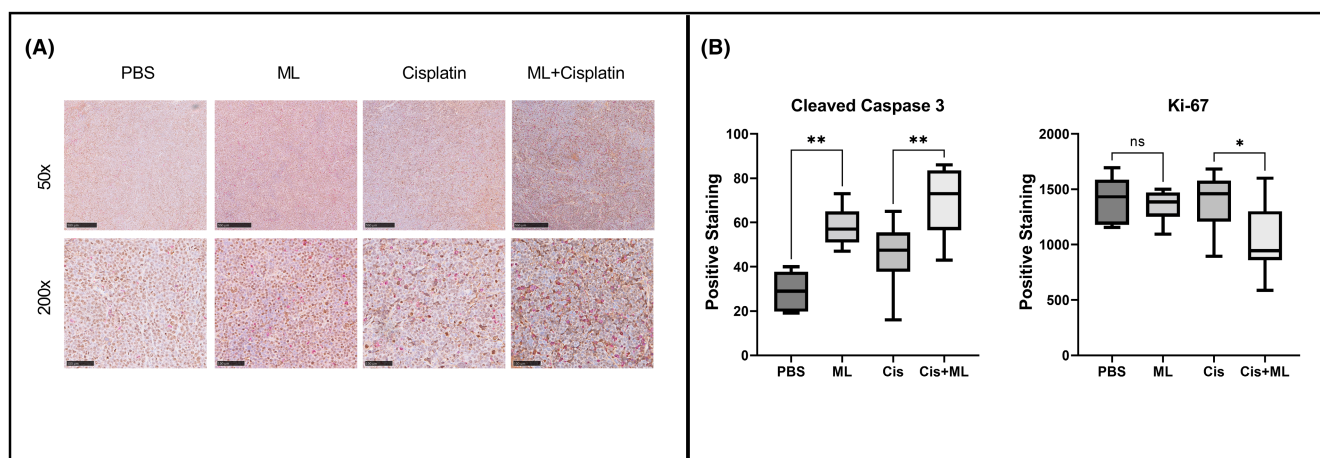 (A)
PBS
ML
Cisplatin
ML+Cisplatin
50x
200x
(B)
Cleaved Caspase 3
Positive Staining
100
80
60
40
20
0
**
**
PBS
ML
Cis
Cis+ML
Ki-67
Positive Staining
2000
1500
1000
500
0
ns
*
PBS
ML
Cis
Cis+ML